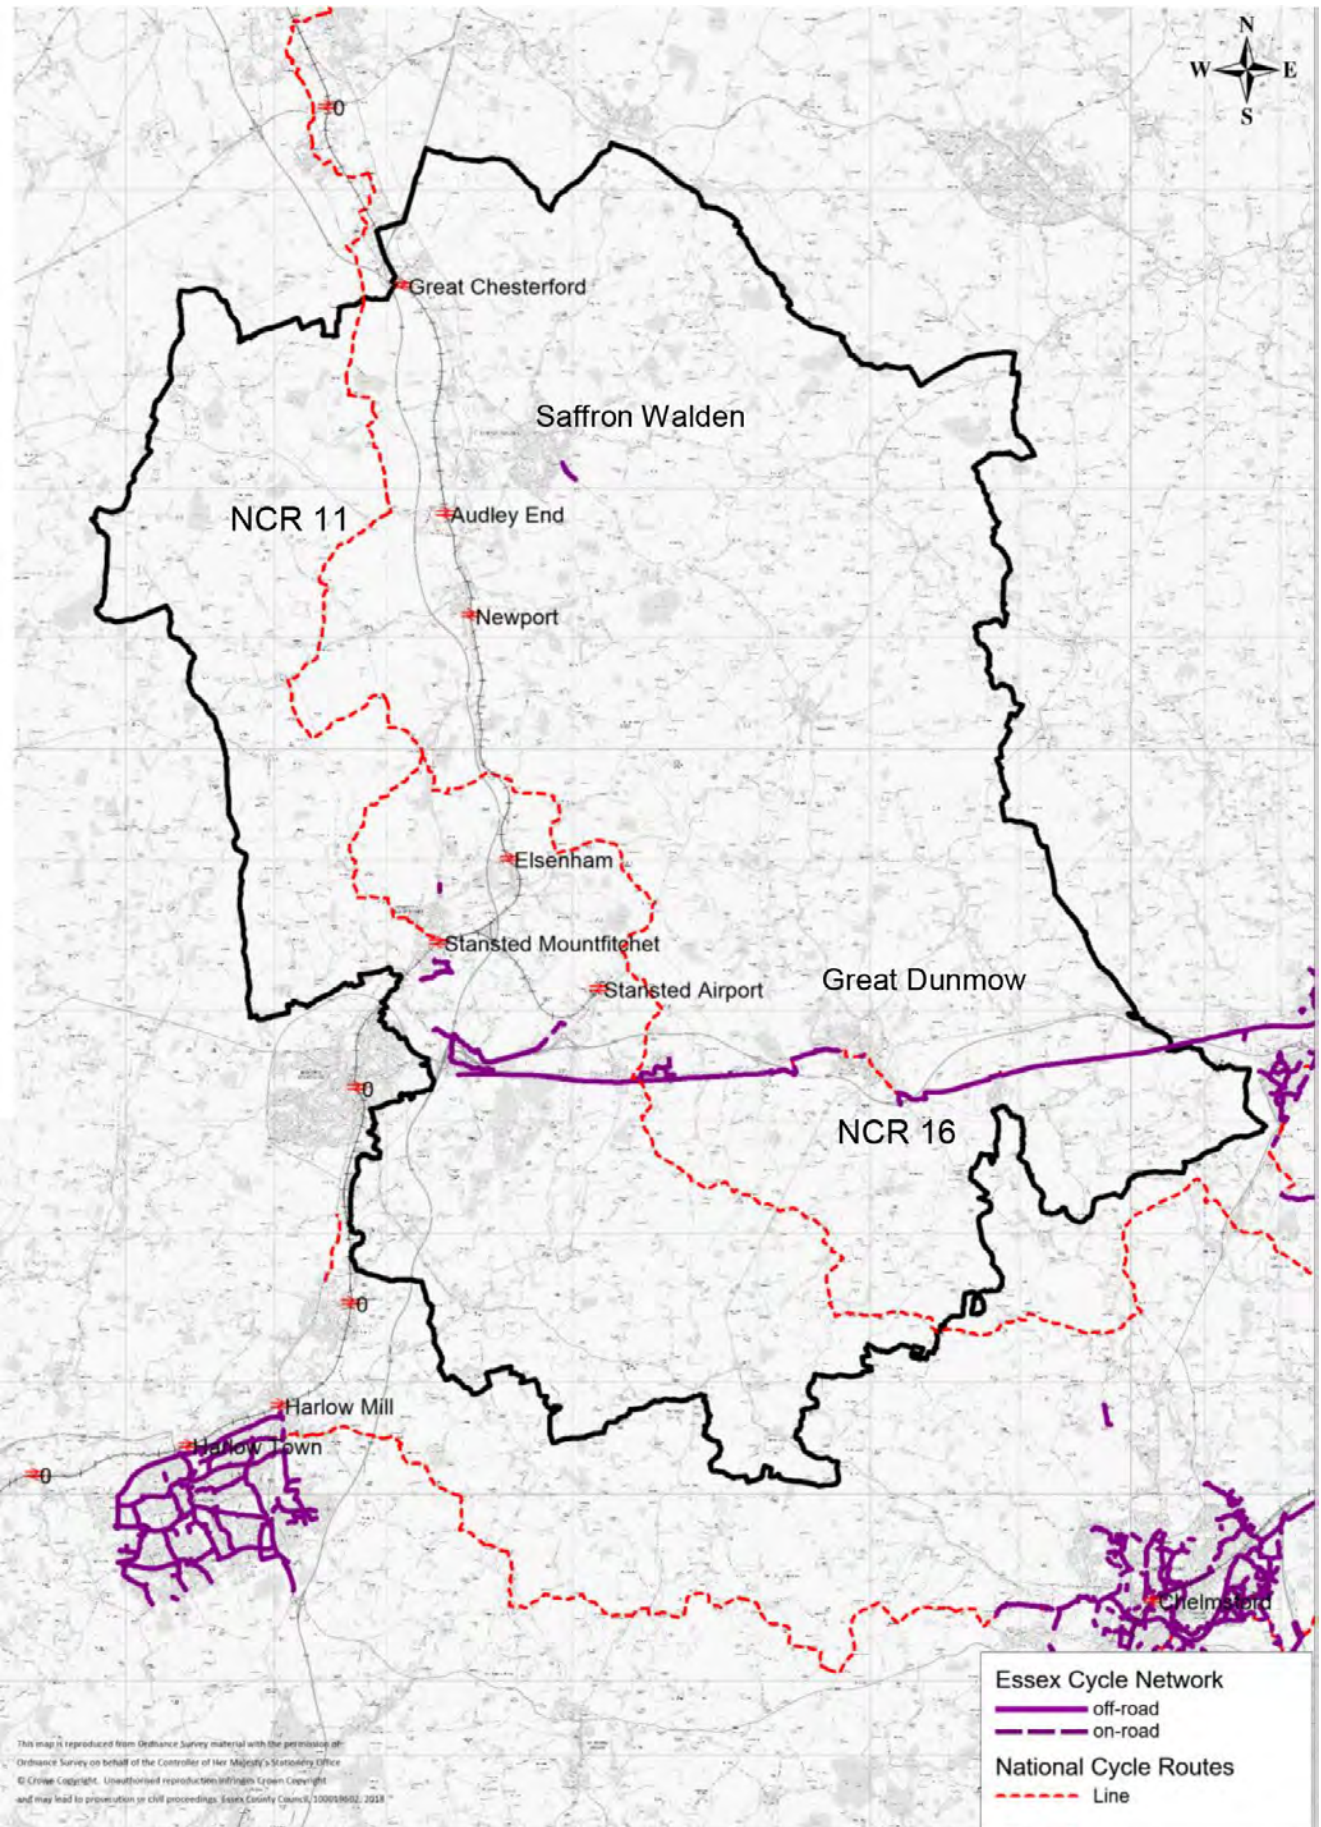 N
W E
S
0
Great Chesterford
Saffron Walden
NCR 11
Audley End
Newport
Elsenham
Stansted Mountfitchet
Great Dunmow
Stansted Airport
0
NCR 16
0
Harlow Mill
Harlow Town
0
Chelmsford
Essex Cycle Network
off-road
on-road
National Cycle Routes
Line
This map is reproduced from Ordnance Survey material with the permission of
Ordnance Survey on behalf of the Controller of Her Majesty's Stationery Office
© Crown Copyright. Unauthorised reproduction infringes Crown Copyright
and may lead to prosecution or civil proceedings. Essex County Council, 100019602, 2018